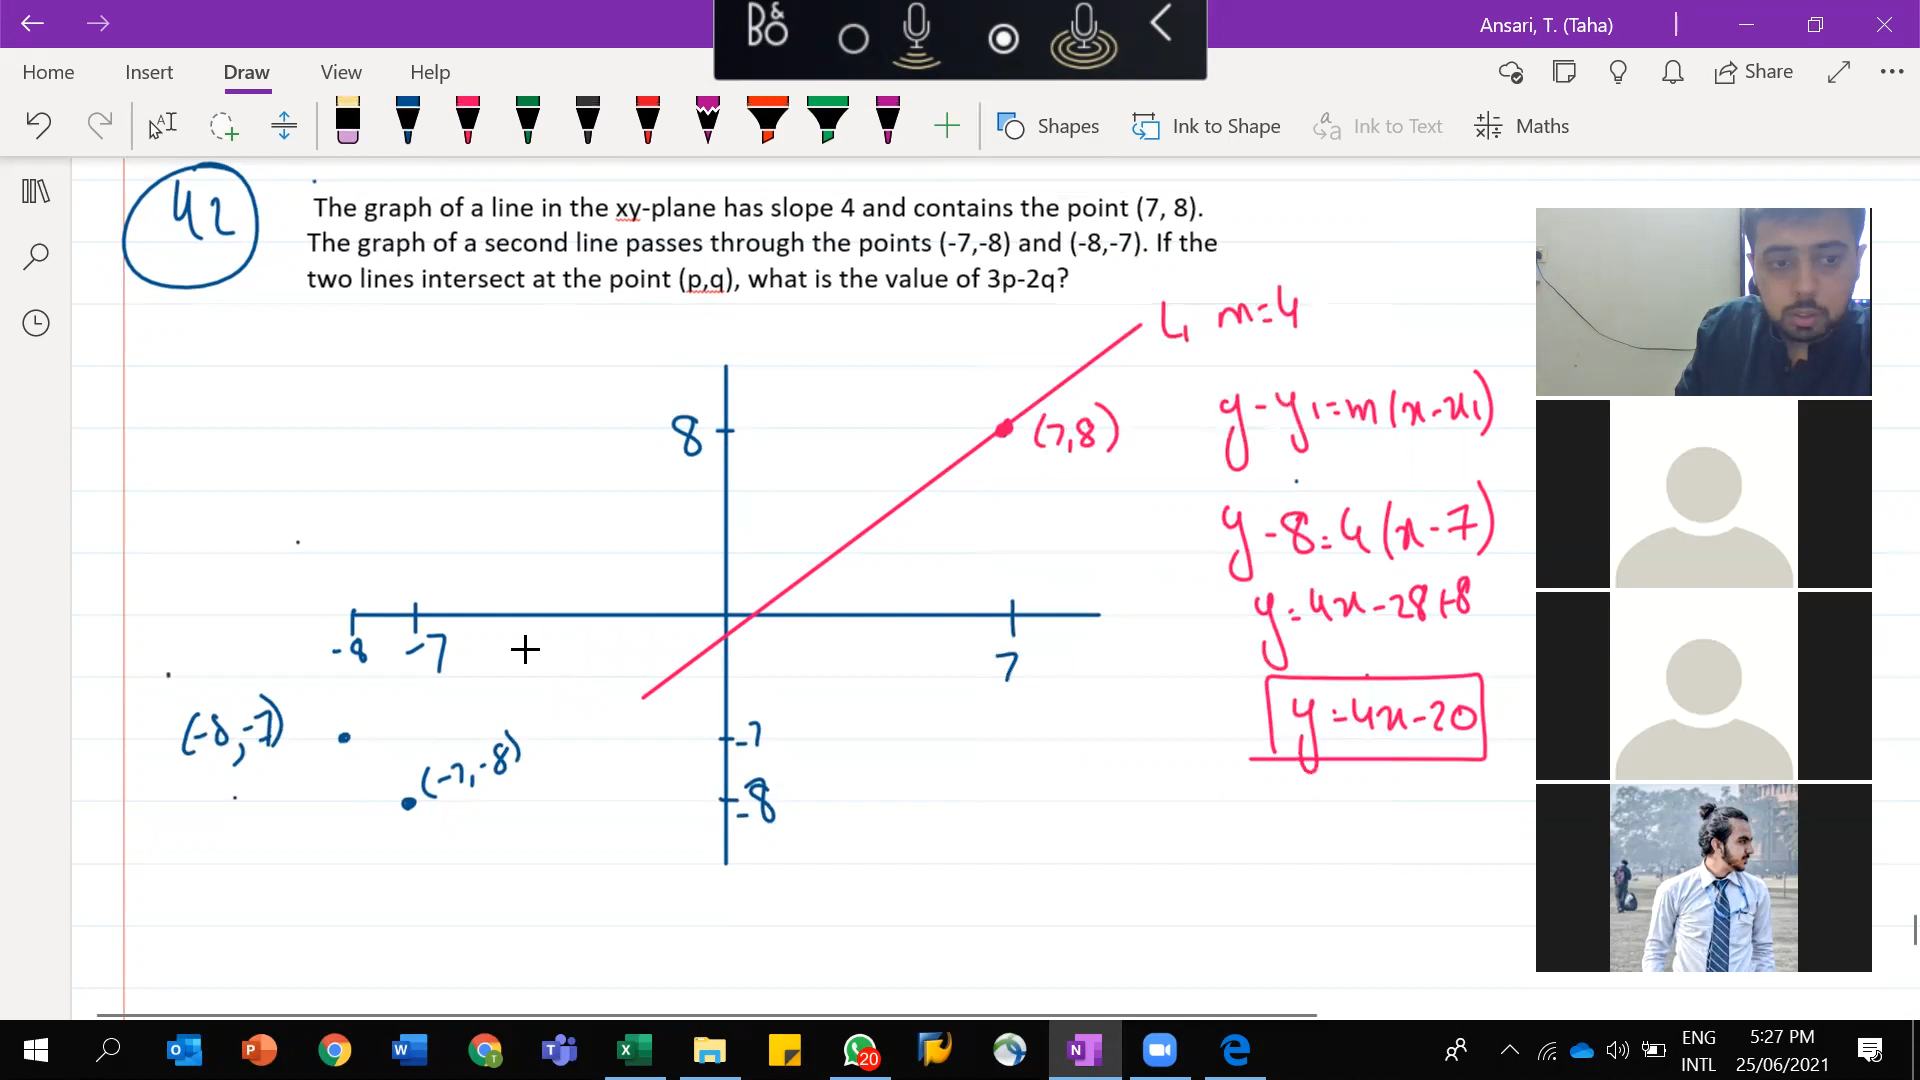 B&O
Ansari, T. (Taha)
Home Insert Draw View Help
Share
Shapes Ink to Shape Ink to Text Maths
42
The graph of a line in the xy-plane has slope 4 and contains the point (7, 8).
The graph of a second line passes through the points (-7,-8) and (-8,-7). If the
two lines intersect at the point (p,q), what is the value of 3p-2q?
L1 m=4
8
(7,8)
y-y1=m(x-x1)
y-8=4(x-7)
y=4x-28+8
y=4x-20
-8 -7
7
(-8,-7)
(-7,-8)
-7
-8
20
ENG
INTL
5:27 PM
25/06/2021